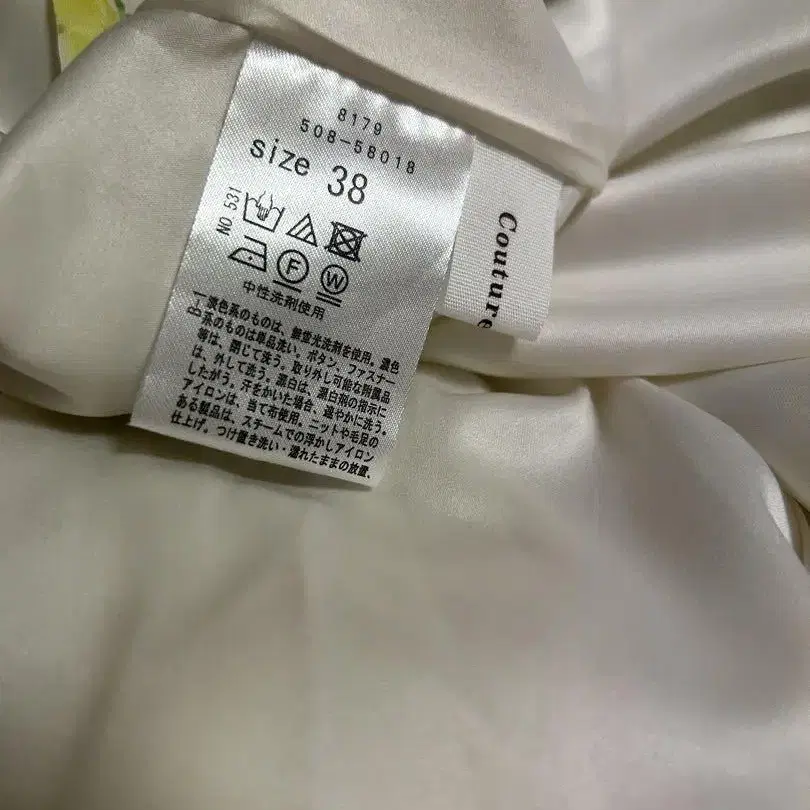 8179
508-58018
size 38
NO.531
F
W
中性洗剤使用
淡色系のものは、無蛍光洗剤を使用。濃色
系のものは単品洗い。ボタン、ファスナー
等は、閉じて洗う。取り外し可能な附属品
は、外して洗う。漂白は、漂白剤の指示に
したがう。汗をかいた場合、速やかに洗う。
アイロンは、当て布使用。ニットや毛足の
ある製品は、スチームでの浮かしアイロン
仕上げ。つけ置き洗い・濡れたままの放置、
Couture